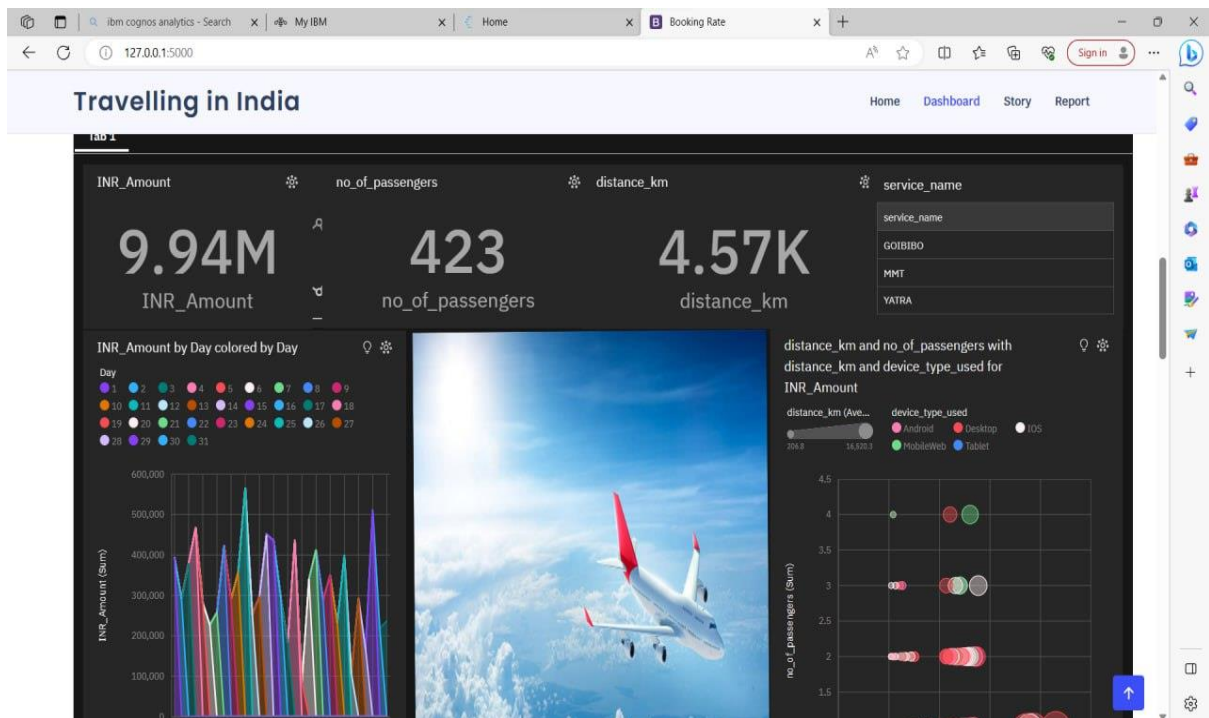 ibm cognos analytics - Search
My IBM
Home
Booking Rate
127.0.0.1:5000
Sign in
Travelling in India
Home Dashboard Story Report
Tab 1
INR_Amount
9.94M
INR_Amount
no_of_passengers
423
no_of_passengers
distance_km
4.57K
distance_km
service_name
service_name
GOIBIBO
MMT
YATRA
INR_Amount by Day colored by Day
Day
1 2 3 4 5 6 7 8 9
10 11 12 13 14 15 16 17 18
19 20 21 22 23 24 25 26 27
28 29 30 31
600,000
500,000
400,000
300,000
200,000
100,000
0
INR_Amount (Sum)
distance_km and no_of_passengers with
distance_km and device_type_used for
INR_Amount
distance_km (Ave...
206.0 16,920.3
device_type_used
Android Desktop IOS
MobileWeb Tablet
4.5
4
3.5
3
2.5
2
1.5
no_of_passengers (Sum)